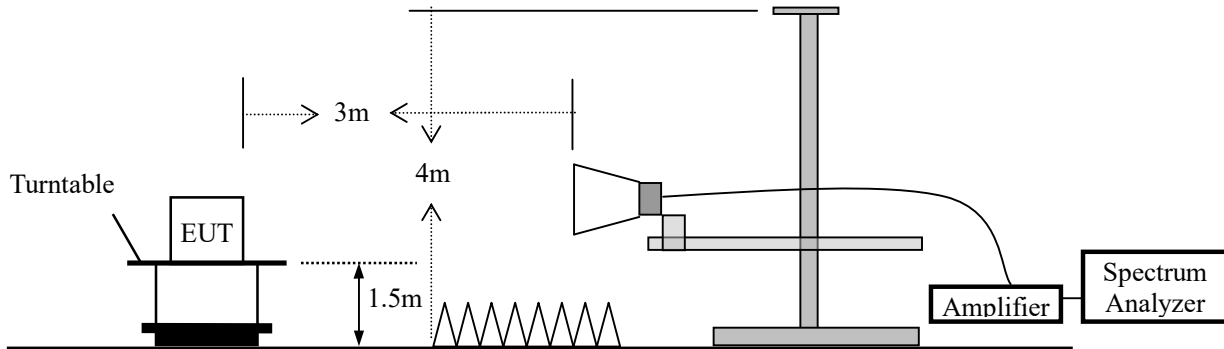 3m
4m
Turntable
EUT
1.5m
Amplifier
Spectrum
Analyzer